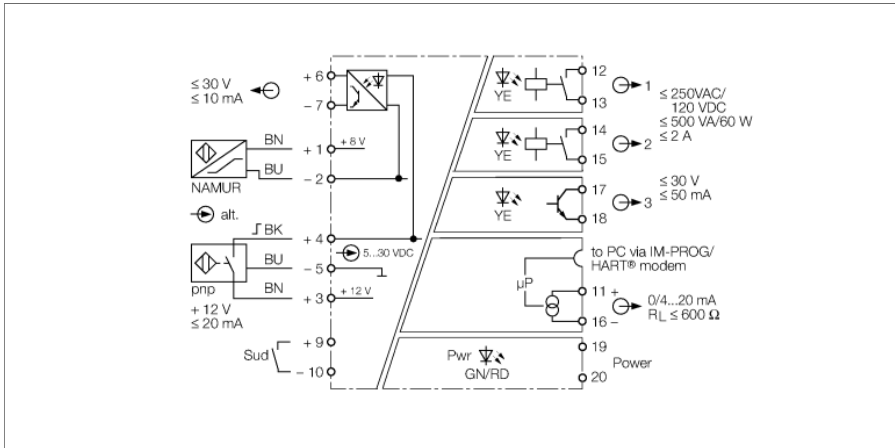 ≤ 30 V
≤ 10 mA
+ 6
- 7
BN
+ 1
+ 8 V
BU
- 2
NAMUR
alt.
BK
+ 4
5...30 VDC
BU
- 5
BN
+ 3
+ 12 V
pnp
+ 12 V
≤ 20 mA
Sud
+ 9
- 10
YE
12
13
1
≤ 250VAC/
120 VDC
≤ 500 VA/60 W
≤ 2 A
YE
14
15
2
YE
17
18
3
≤ 30 V
≤ 50 mA
to PC via IM-PROG/
HART® modem
µP
11 +
16 –
0/4...20 mA
RL ≤ 600 Ω
Pwr
GN/RD
19
20
Power